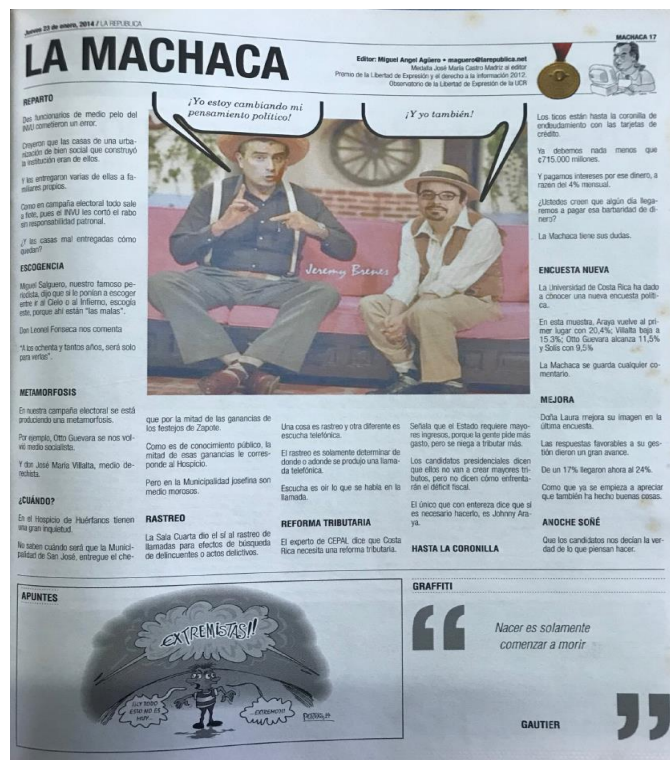 Jueves 23 de enero, 2014 / LA REPUBLICA
MACHACA 17
LA MACHACA
Editor: Miguel Angel Agüero • maguero@larepublica.net
Medalla José María Castro Madriz al editor
Premio de la Libertad de Expresión y el derecho a la información 2012.
Observatorio de la Libertad de Expresión de la UCR
REPARTO
Dos funcionarios de medio pelo del
INVU cometieron un error.
Creyeron que las casas de una urba-
nización de bien social que construyó
la institución eran de ellos.
Y les entregaron varias de ellas a fa-
miliares propios.
Como en campaña electoral todo sale
a flote, pues el INVU les cortó el rabo
en responsabilidad patronal.
¿Y las casas mal entregadas cómo
quedan?
ESCOGENCIA
Miguel Salguero, nuestro famoso pe-
riodista, dijo que si le ponían a escoger
entre ir al Cielo o al Infierno, escogía
este, porque ahí están "las malas".
Don Leonel Fonseca nos comenta
"A los ochenta y tantos años, será solo
para verlos".
METAMORFOSIS
En nuestra campaña electoral se está
produciendo una metamorfosis.
Por ejemplo, Otto Guevara se nos vol-
vió medio socialista.
Y don José María Villalta, medio de-
rechista.
¿CUÁNDO?
En el Hospicio de Huérfanos tienen
una gran inquietud.
No saben cuándo será que la Munici-
palidad de San José, entregue el che-
¡Yo estoy cambiando mi
pensamiento político!
¡Y yo también!
Jeremy Brenes
que por la mitad de las ganancias de
los festejos de Zapote.
Como es de conocimiento público, la
mitad de esas ganancias le corres-
ponde al Hospicio.
Pero en la Municipalidad josefina son
medio morosos.
RASTREO
La Sala Cuarta dio el sí al rastreo de
llamadas para efectos de búsqueda
de delincuentes o actos delictivos.
Una cosa es rastreo y otra diferente es
escucha telefónica.
El rastreo es solamente determinar de
donde o adonde se produjo una llama-
da telefónica.
Escucha es oir lo que se habla en la
llamada.
REFORMA TRIBUTARIA
El experto de CEPAL dice que Costa
Rica necesita una reforma tributaria.
Señala que el Estado requiere mayo-
res ingresos, porque la gente pide más
gasto, pero se niega a tributar más.
Los candidatos presidenciales dicen
que ellos no van a crear mayores tri-
butos, pero no dicen cómo enfrenta-
rán el déficit fiscal.
El único que con entereza dice que sí
es necesario hacerlo, es Johnny Ara-
ya.
HASTA LA CORONILLA
Los ticos están hasta la coronilla de
endeudamiento con las tarjetas de
crédito.
Ya debemos nada menos que
¢715.000 millones.
Y pagamos intereses por ese dinero, a
razón del 4% mensual.
¿Ustedes creen que algún día llega-
remos a pagar esa barbaridad de di-
nero?
La Machaca tiene sus dudas.
ENCUESTA NUEVA
La Universidad de Costa Rica ha dado
a conocer una nueva encuesta políti-
ca.
En esta muestra, Araya vuelve al pri-
mer lugar con 20,4%; Villalta baja a
15.3%; Otto Guevara alcanza 11,5%
y Solís con 9,5%
La Machaca se guarda cualquier co-
mentario.
MEJORA
Doña Laura mejora su imagen en la
última encuesta.
Las respuestas favorables a su ges-
tión dieron un gran avance.
De un 17% llegaron ahora al 24%.
Como que ya se empieza a apreciar
que también ha hecho buenas cosas.
ANOCHE SOÑÉ
Que los candidatos nos decían la ver-
dad de lo que piensan hacer.
APUNTES
EXTREMISTAS!!
UUY TODO
ESTO NO ES
MUY...
EXTREMO?!!
GRAFFITI
Nacer es solamente
comenzar a morir
GAUTIER